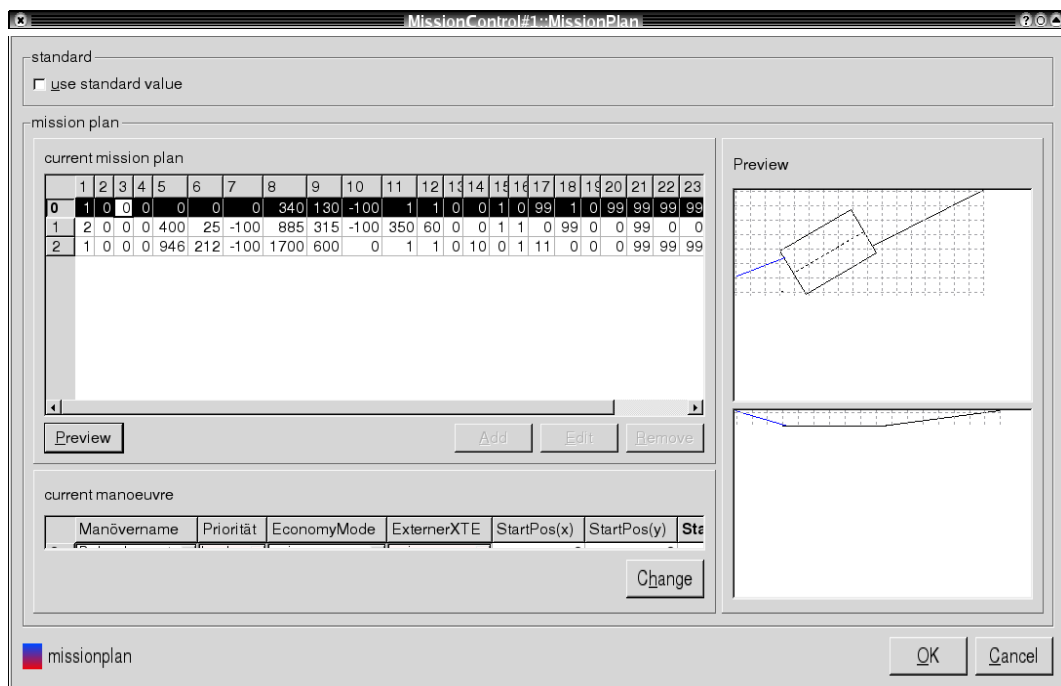 MissionControl#1::MissionPlan
standard
use standard value
mission plan
current mission plan
1 2 3 4 5 6 7 8 9 10 11 12 13 14 15 16 17 18 19 20 21 22 23
0 1 0 0 0 0 0 0 340 130 -100 1 1 0 0 1 0 99 1 0 99 99 99 99
1 2 0 0 0 400 25 -100 885 315 -100 350 60 0 0 1 1 0 99 0 0 99 0 0
2 1 0 0 0 946 212 -100 1700 600 0 1 1 0 10 0 1 11 0 0 0 99 99 99
Preview
Add Edit Remove
current manoeuvre
Manövername Priorität EconomyMode ExternerXTE StartPos(x) StartPos(y) Sta
Change
Preview
missionplan
OK Cancel